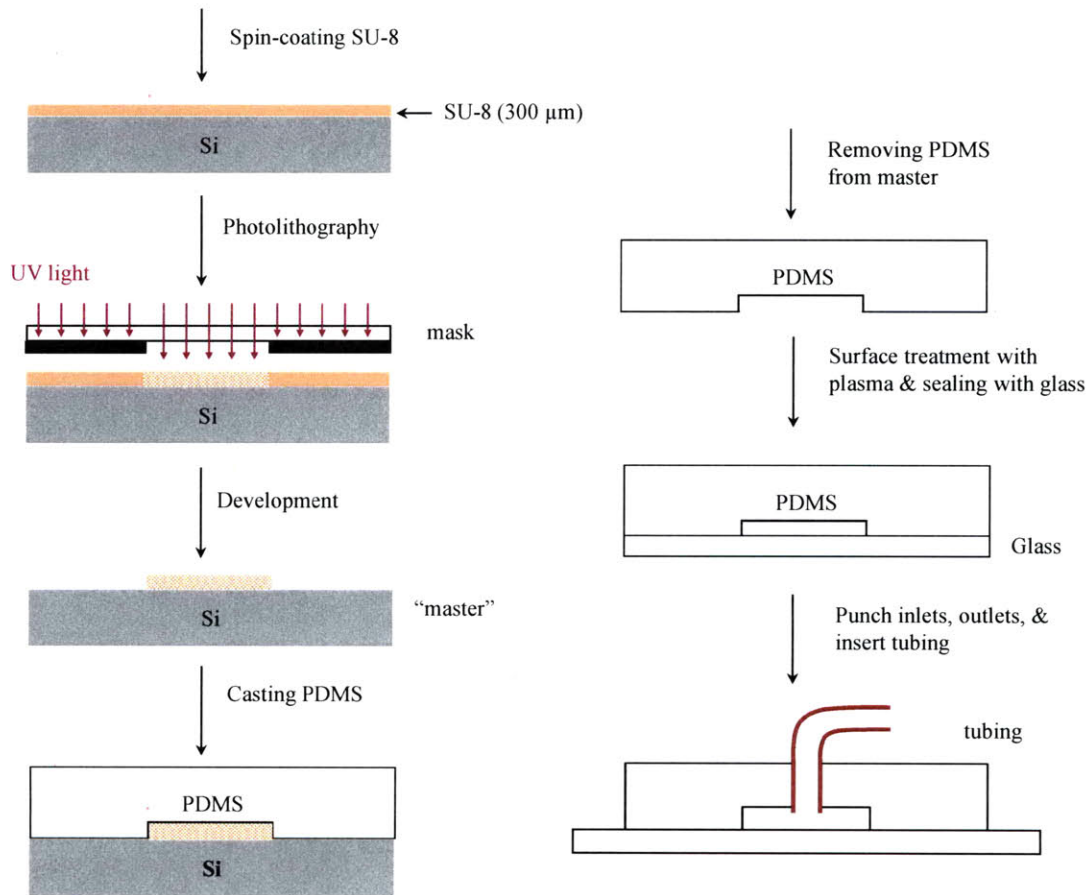 Spin-coating SU-8
SU-8 (300 µm)
Si
Photolithography
UV light
mask
Si
Development
Si
“master”
Casting PDMS
PDMS
Si
Removing PDMS
from master
PDMS
Surface treatment with
plasma & sealing with glass
PDMS
Glass
Punch inlets, outlets, &
insert tubing
tubing